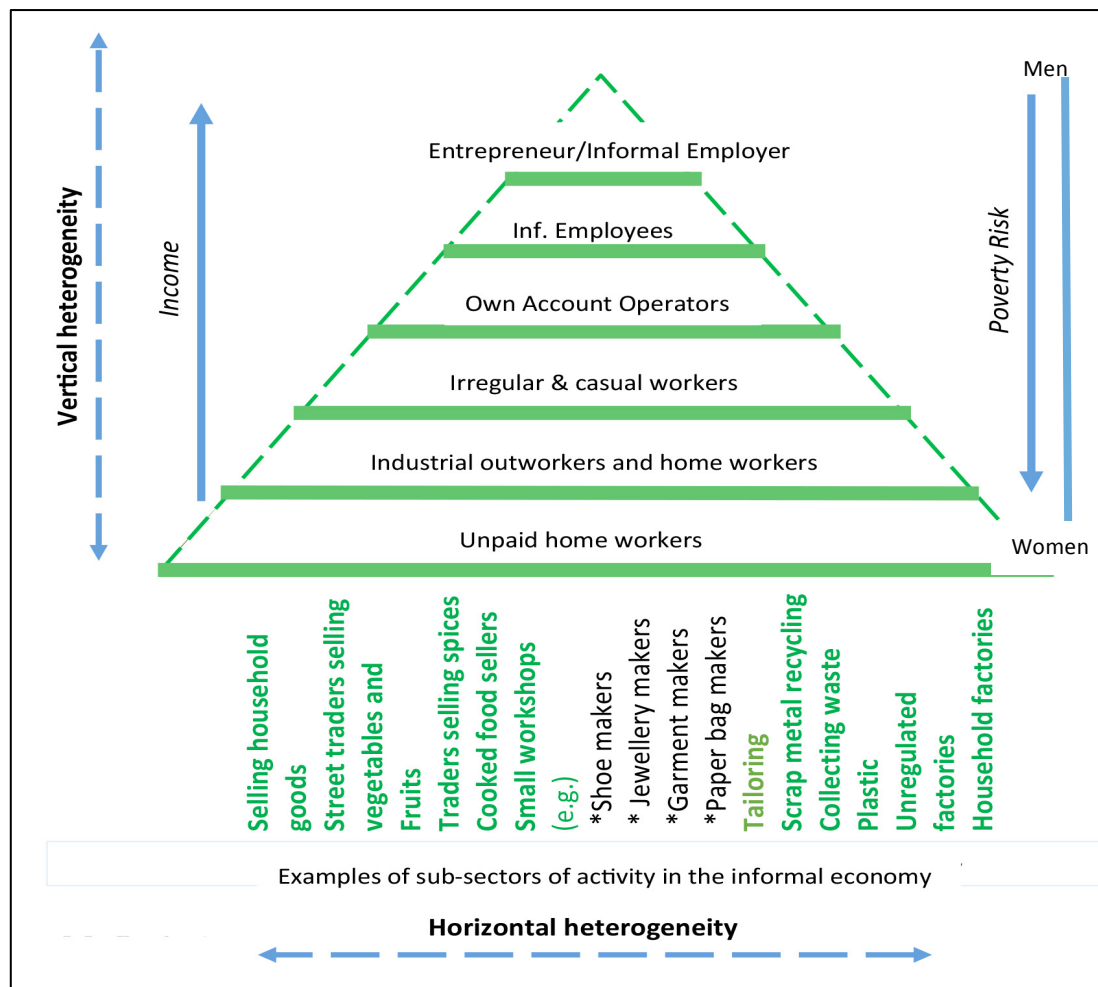 Men
Entrepreneur/Informal Employer
Inf. Employees
Own Account Operators
Irregular & casual workers
Industrial outworkers and home workers
Unpaid home workers
Women
Vertical heterogeneity
Income
Poverty Risk
Selling household
goods
Street traders selling
vegetables and
Fruits
Traders selling spices
Cooked food sellers
Small workshops
(e.g.)
*Shoe makers
* Jewellery makers
*Garment makers
*Paper bag makers
Tailoring
Scrap metal recycling
Collecting waste
Plastic
Unregulated
factories
Household factories
Examples of sub-sectors of activity in the informal economy
Horizontal heterogeneity